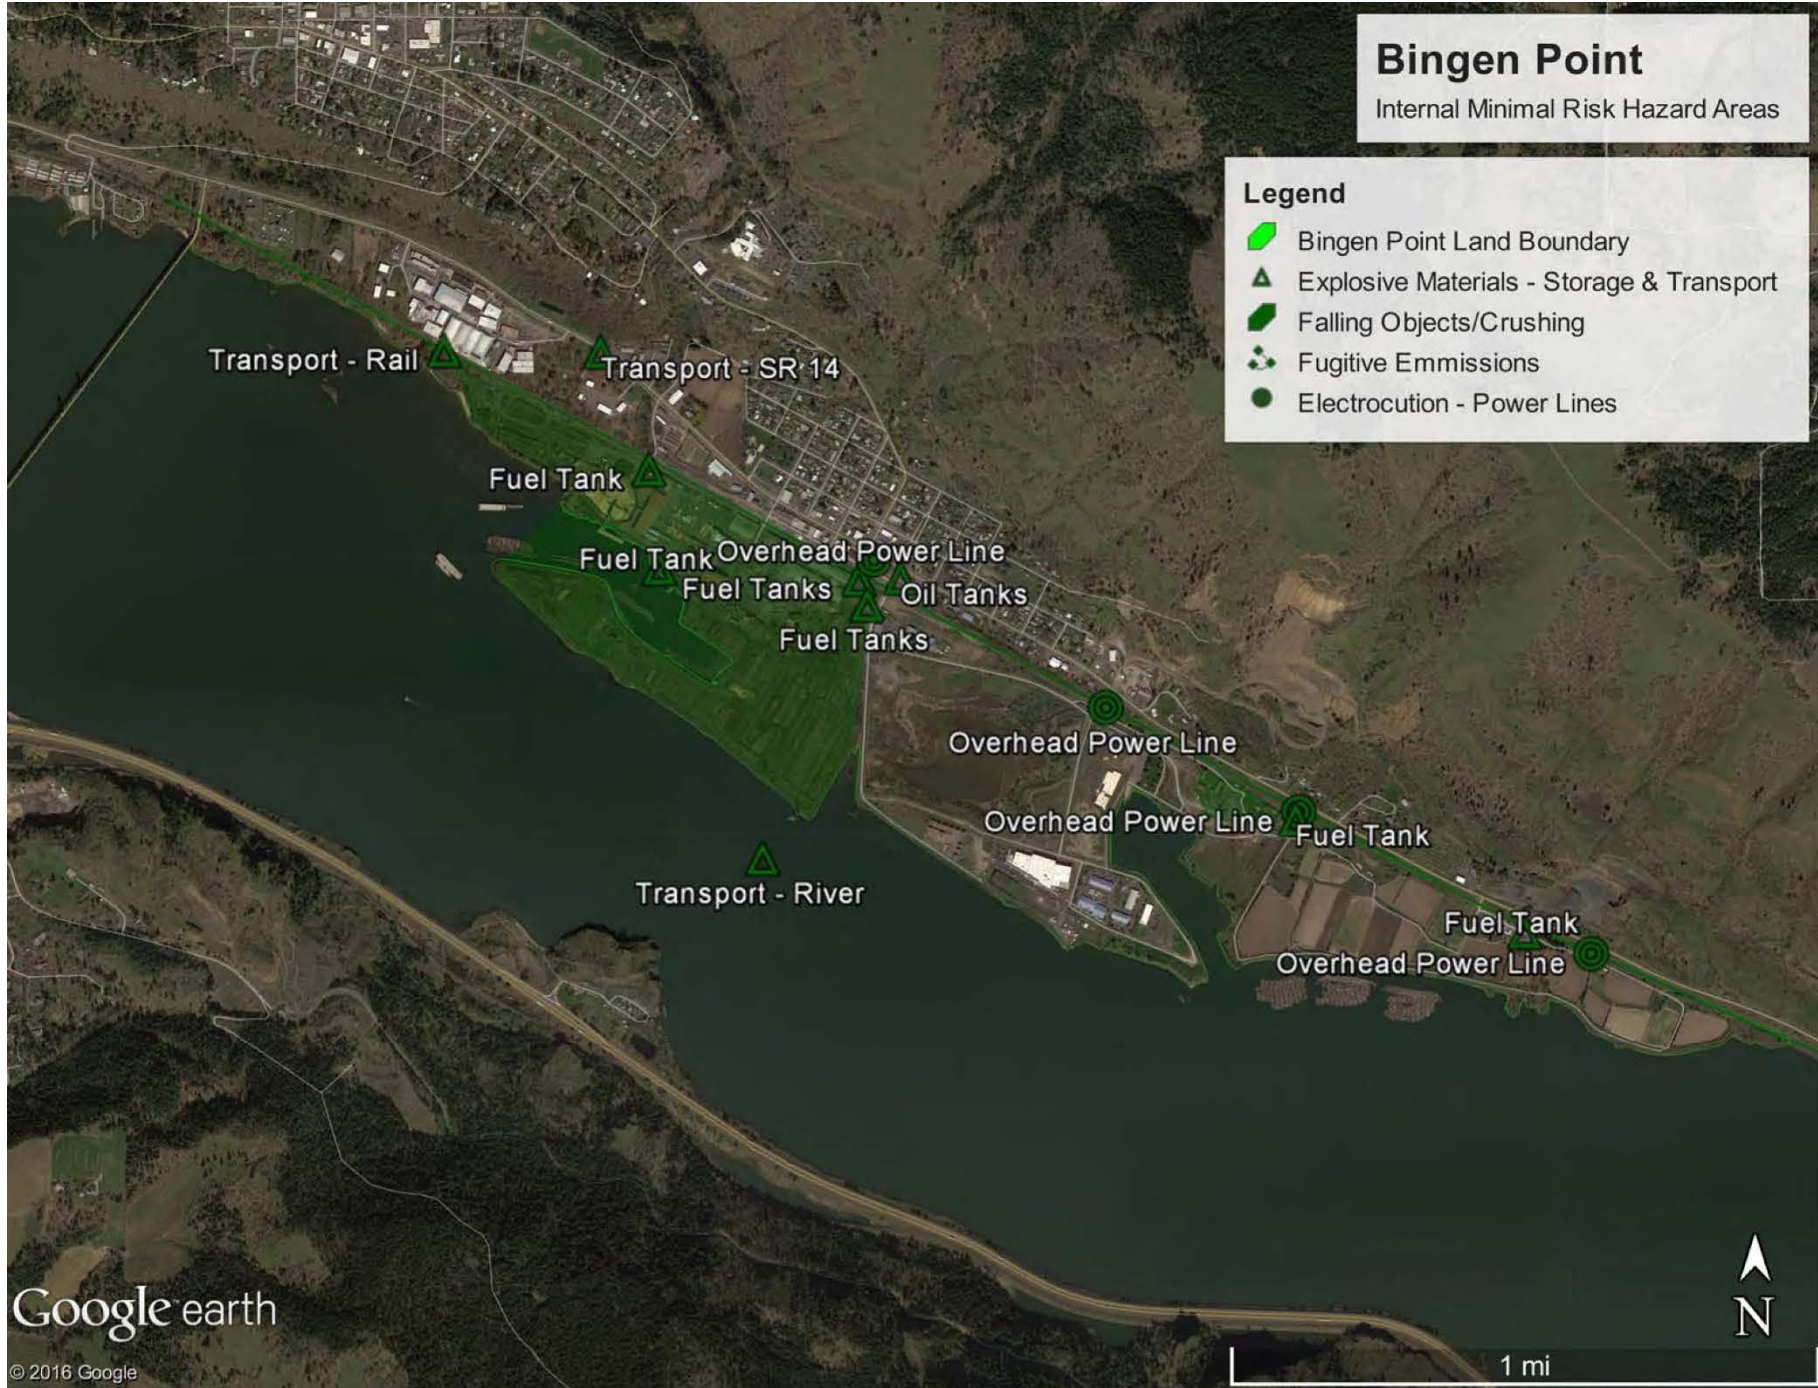 Bingen Point
Internal Minimal Risk Hazard Areas
Legend
Bingen Point Land Boundary
Explosive Materials - Storage & Transport
Falling Objects/Crushing
Fugitive Emmissions
Electrocution - Power Lines
Transport - Rail
Transport - SR 14
Fuel Tank
Fuel Tank
Overhead Power Line
Fuel Tanks
Oil Tanks
Fuel Tanks
Overhead Power Line
Overhead Power Line
Fuel Tank
Transport - River
Fuel Tank
Overhead Power Line
N
Google earth
© 2016 Google
1 mi